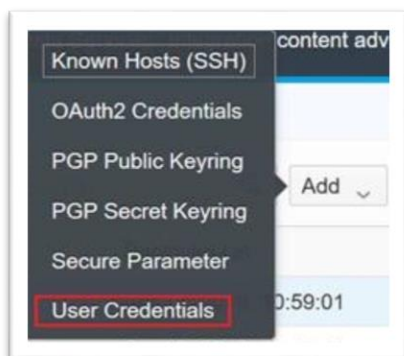 content adv
Known Hosts (SSH)
OAuth2 Credentials
PGP Public Keyring
Add
PGP Secret Keyring
Secure Parameter
User Credentials
0:59:01